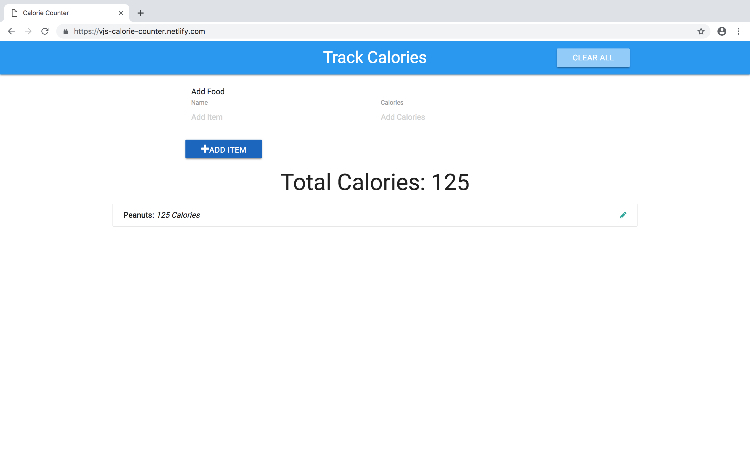 Calorie Counter
https://vjs-calorie-counter.netlify.com
Track Calories
CLEAR ALL
Add Food
Name
Calories
Add Item
Add Calories
ADD ITEM
Total Calories: 125
Peanuts: 125 Calories